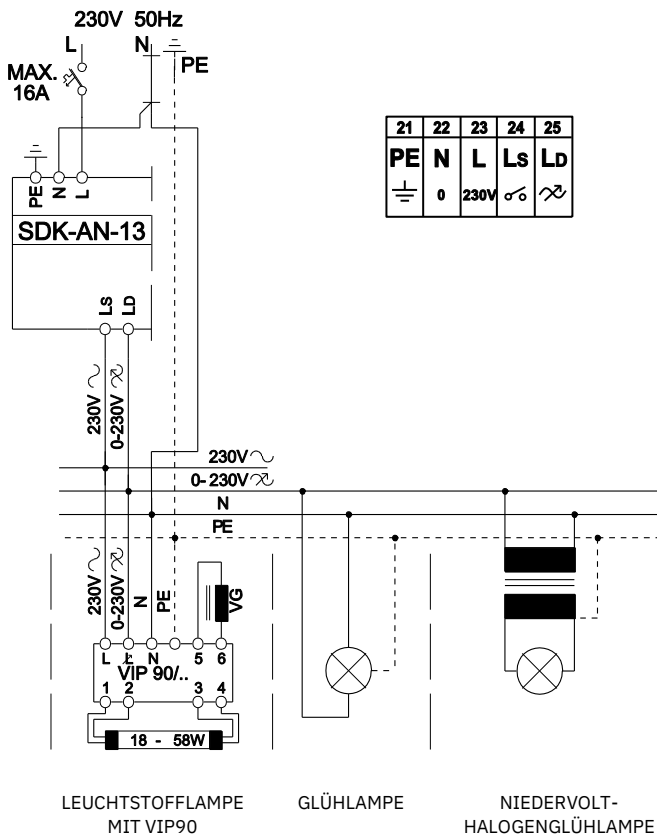 230V 50Hz
L N PE
MAX.
16A
21 22 23 24 25
PE N L LS LD
0 230V
PE N L
SDK-AN-13
LS LD
230V 0-230V
230V
0-230V
N
PE
230V 0-230V N PE VG
L L N 5 6
VIP 90/..
1 2 3 4
18 - 58W
LEUCHTSTOFFLAMPE
MIT VIP90
GLÜHLAMPE
NIEDERVOLT-
HALOGENGLÜHLAMPE